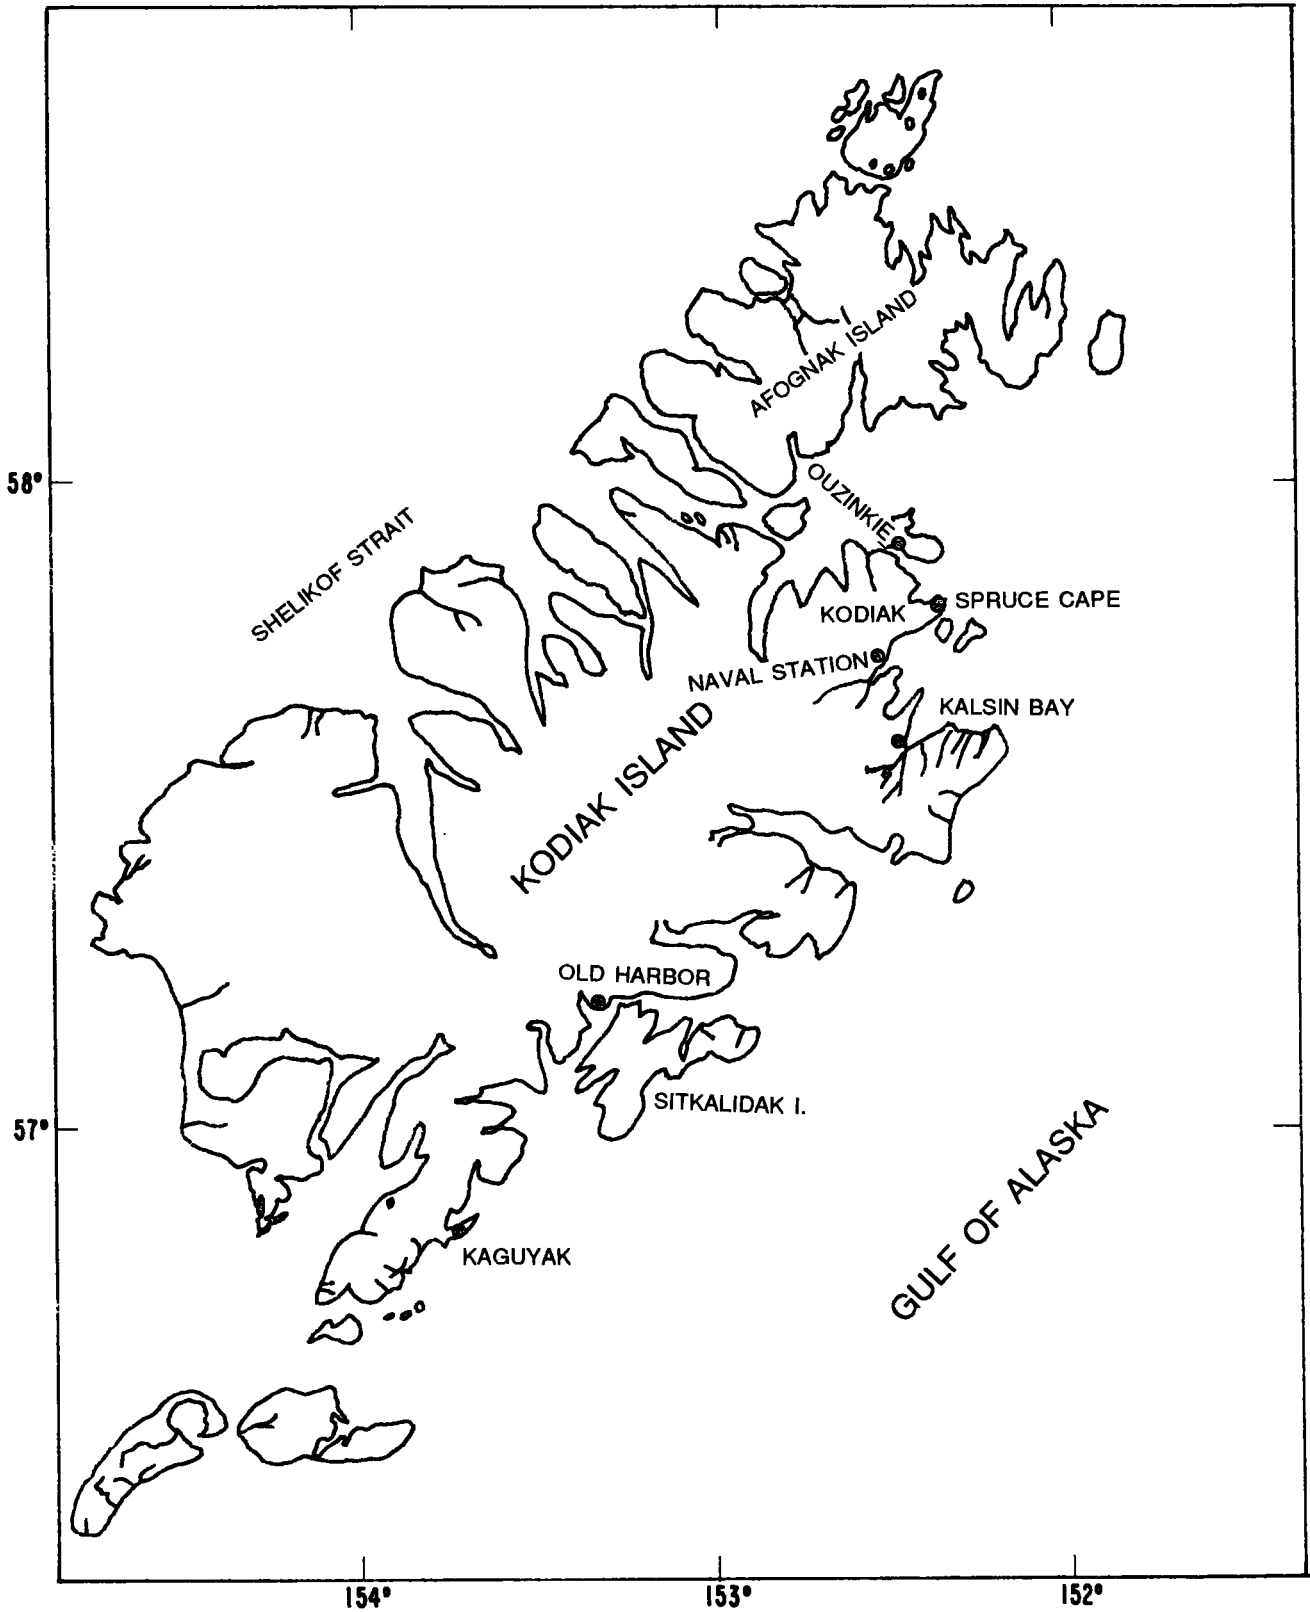 AFOGNAK ISLAND
58°
OUZINKIE
SHELIKOF STRAIT
SPRUCE CAPE
KODIAK
NAVAL STATION
KALSIN BAY
KODIAK ISLAND
OLD HARBOR
SITKALIDAK I.
57°
GULF OF ALASKA
KAGUYAK
154°
153°
152°